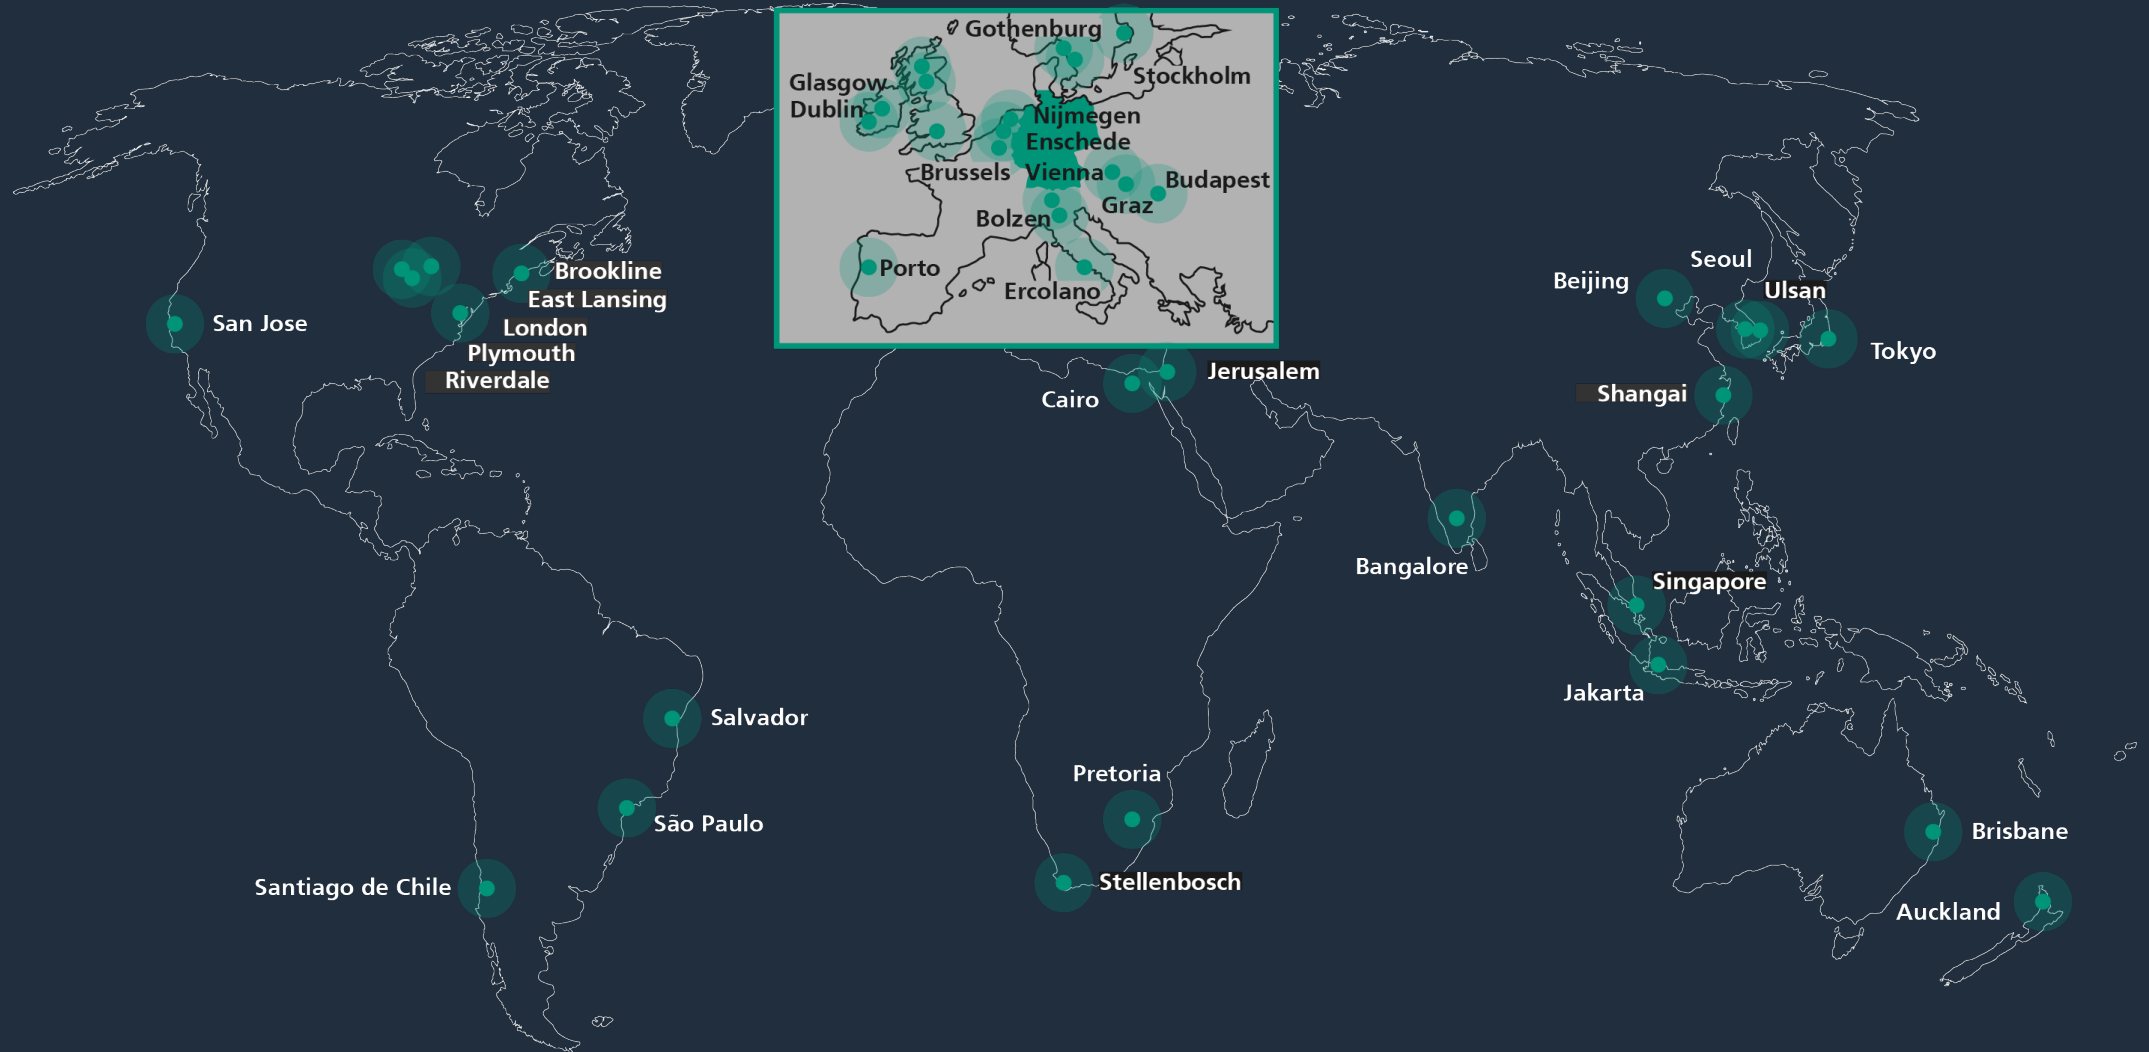 Gothenburg
Stockholm
Glasgow
Dublin
Nijmegen
Enschede
Brussels
Vienna
Budapest
Graz
Bolzen
Porto
Ercolano
Brookline
East Lansing
San Jose
London
Plymouth
Riverdale
Seoul
Beijing
Ulsan
Tokyo
Jerusalem
Cairo
Shangai
Bangalore
Singapore
Jakarta
Salvador
Pretoria
São Paulo
Brisbane
Santiago de Chile
Stellenbosch
Auckland